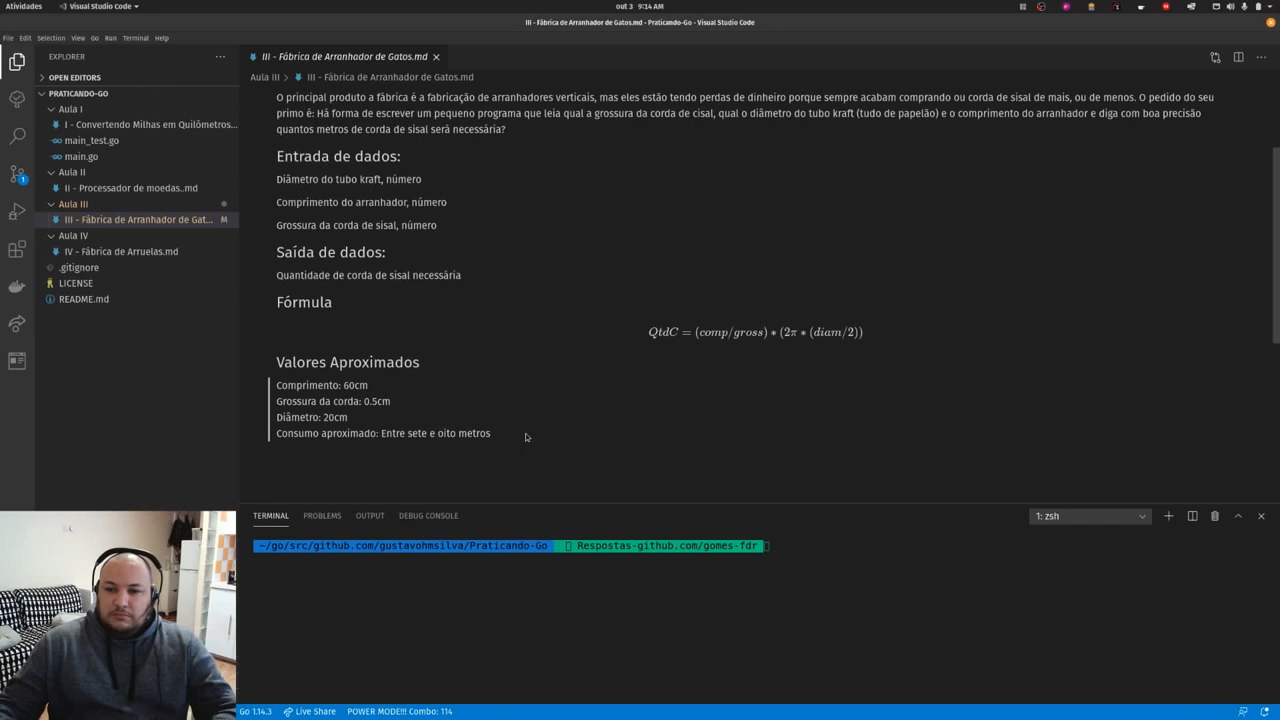 Atividades
Visual Studio Code
out 3 9:14 AM
III - Fábrica de Arranhador de Gatos.md - Praticando-Go - Visual Studio Code
File Edit Selection View Go Run Terminal Help
EXPLORER
III - Fábrica de Arranhador de Gatos.md
OPEN EDITORS
Aula III > III - Fábrica de Arranhador de Gatos.md
PRATICANDO-GO
Aula I
I - Convertendo Milhas em Quilômetros...
main_test.go
main.go
Aula II
II - Processador de moedas..md
Aula III
III - Fábrica de Arranhador de Gat... M
Aula IV
IV - Fábrica de Arruelas.md
.gitignore
LICENSE
README.md
1
O principal produto a fábrica é a fabricação de arranhadores verticais, mas eles estão tendo perdas de dinheiro porque sempre acabam comprando ou corda de sisal de mais, ou de menos. O pedido do seu
primo é: Há forma de escrever um pequeno programa que leia qual a grossura da corda de cisal, qual o diâmetro do tubo kraft (tudo de papelão) e o comprimento do arranhador e diga com boa precisão
quantos metros de corda de sisal será necessária?
Entrada de dados:
Diâmetro do tubo kraft, número
Comprimento do arranhador, número
Grossura da corda de sisal, número
Saída de dados:
Quantidade de corda de sisal necessária
Fórmula
QtdC = (comp/gross) ∗ (2π ∗ (diam/2))
Valores Aproximados
Comprimento: 60cm
Grossura da corda: 0.5cm
Diâmetro: 20cm
Consumo aproximado: Entre sete e oito metros
TERMINAL PROBLEMS OUTPUT DEBUG CONSOLE
1: zsh
~/go/src/github.com/gustavohmsilva/Praticando-Go Respostas-github.com/gomes-fdr
Go 1.14.3 Live Share POWER MODE!!! Combo: 114